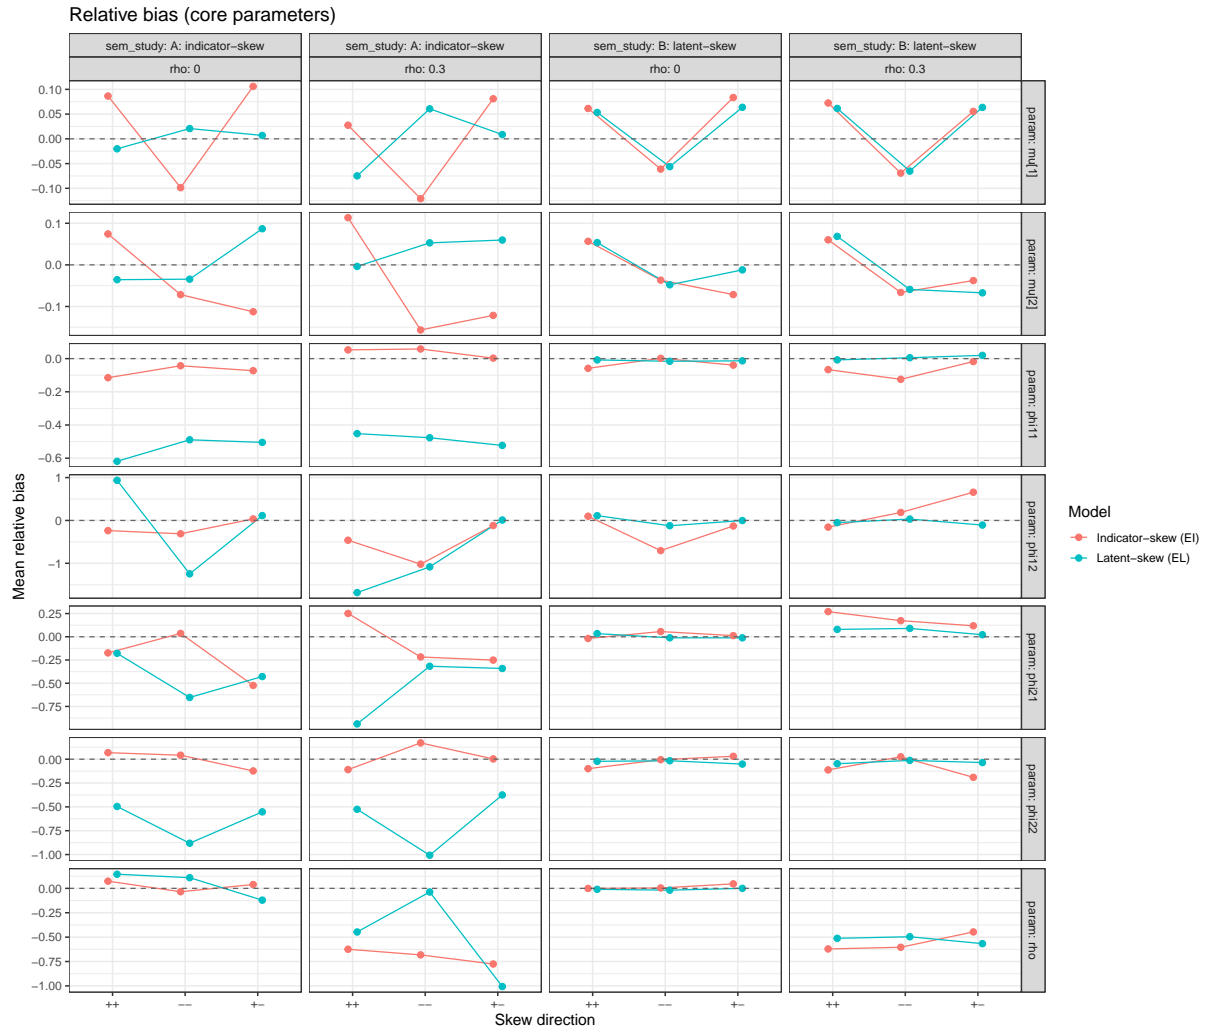 Relative bias (core parameters)
sem_study: A: indicator−skew
sem_study: A: indicator−skew
sem_study: B: latent−skew
sem_study: B: latent−skew
rho: 0
rho: 0.3
rho: 0
rho: 0.3
0.10
0.05
0.00
−0.05
−0.10
param: mu[1]
0.1
0.0
−0.1
param: mu[2]
0.0
−0.2
−0.4
−0.6
param: phi11
1
0
−1
param: phi12
0.25
0.00
−0.25
−0.50
−0.75
param: phi21
0.00
−0.25
−0.50
−0.75
−1.00
param: phi22
0.00
−0.25
−0.50
−0.75
−1.00
param: rho
++ −− +− ++ −− +− ++ −− +− ++ −− +−
Skew direction
Mean relative bias
Model
Indicator−skew (EI)
Latent−skew (EL)